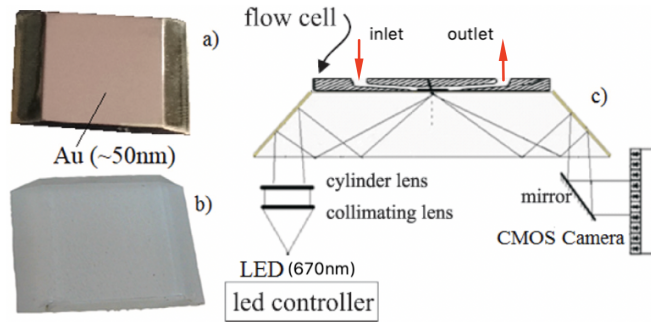 a)
Au (~50nm)
b)
flow cell
inlet
outlet
c)
cylinder lens
collimating lens
LED (670nm)
led controller
mirror
CMOS Camera